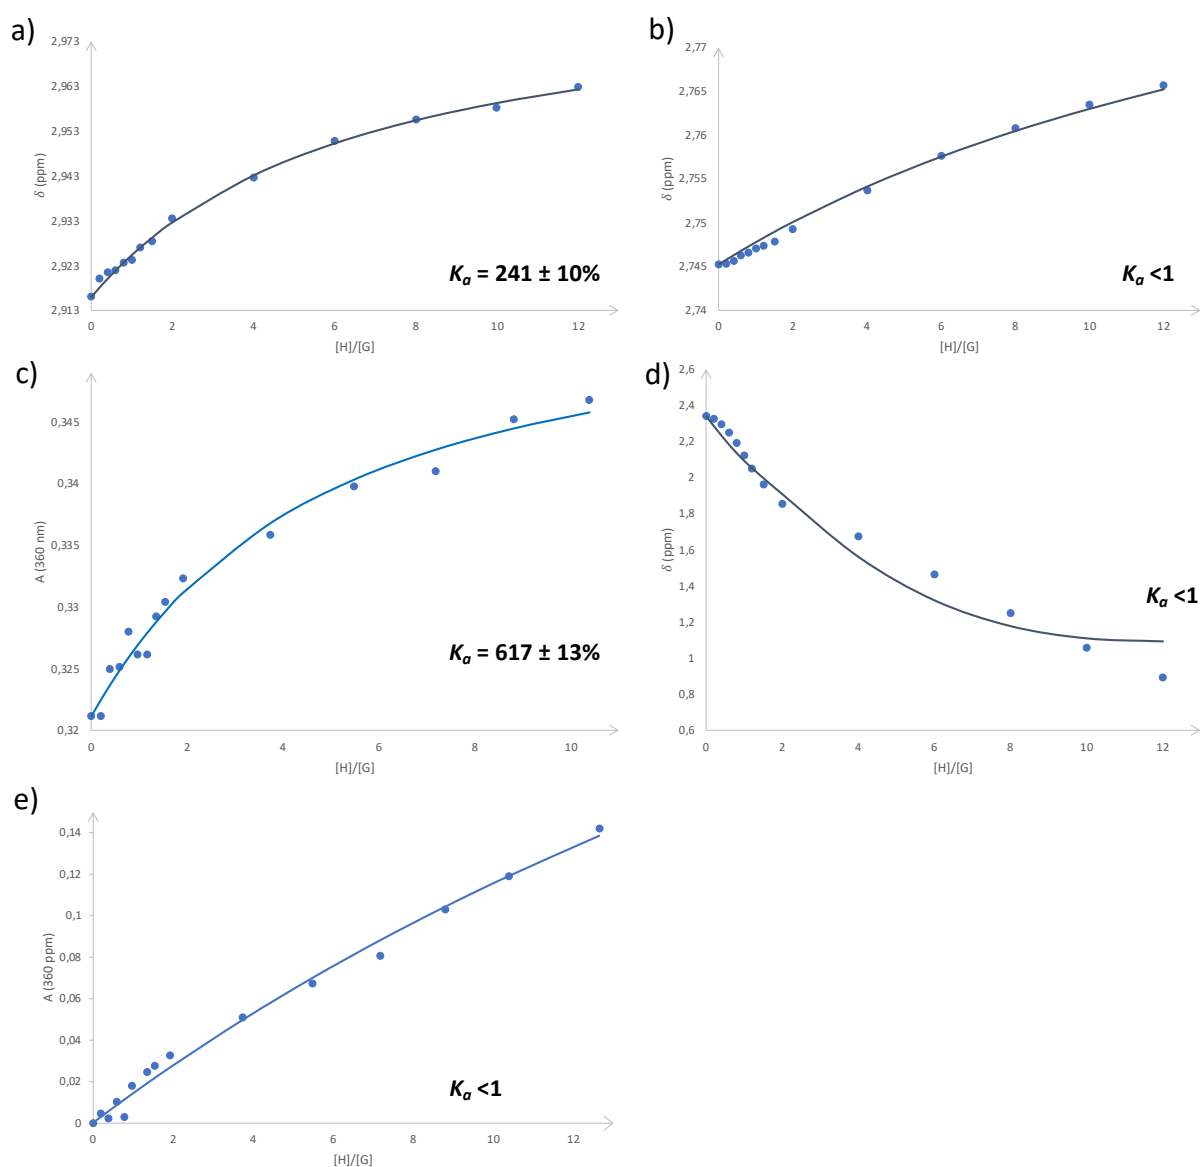 a)
2,973
2,963
2,953
2,943
2,933
2,923
2,913
δ (ppm)
0 2 4 6 8 10 12
[H]/[G]
Ka = 241 ± 10%
b)
2,77
2,765
2,76
2,755
2,75
2,745
2,74
δ (ppm)
0 2 4 6 8 10 12
[H]/[G]
Ka <1
c)
0,345
0,34
0,335
0,33
0,325
0,32
A (360 nm)
0 2 4 6 8 10
[H]/[G]
Ka = 617 ± 13%
d)
2,6
2,4
2,2
2
1,8
1,6
1,4
1,2
1
0,8
0,6
δ (ppm)
0 2 4 6 8 10 12
[H]/[G]
Ka <1
e)
0,14
0,12
0,1
0,08
0,06
0,04
0,02
0
A (360 ppm)
0 2 4 6 8 10 12
[H]/[G]
Ka <1